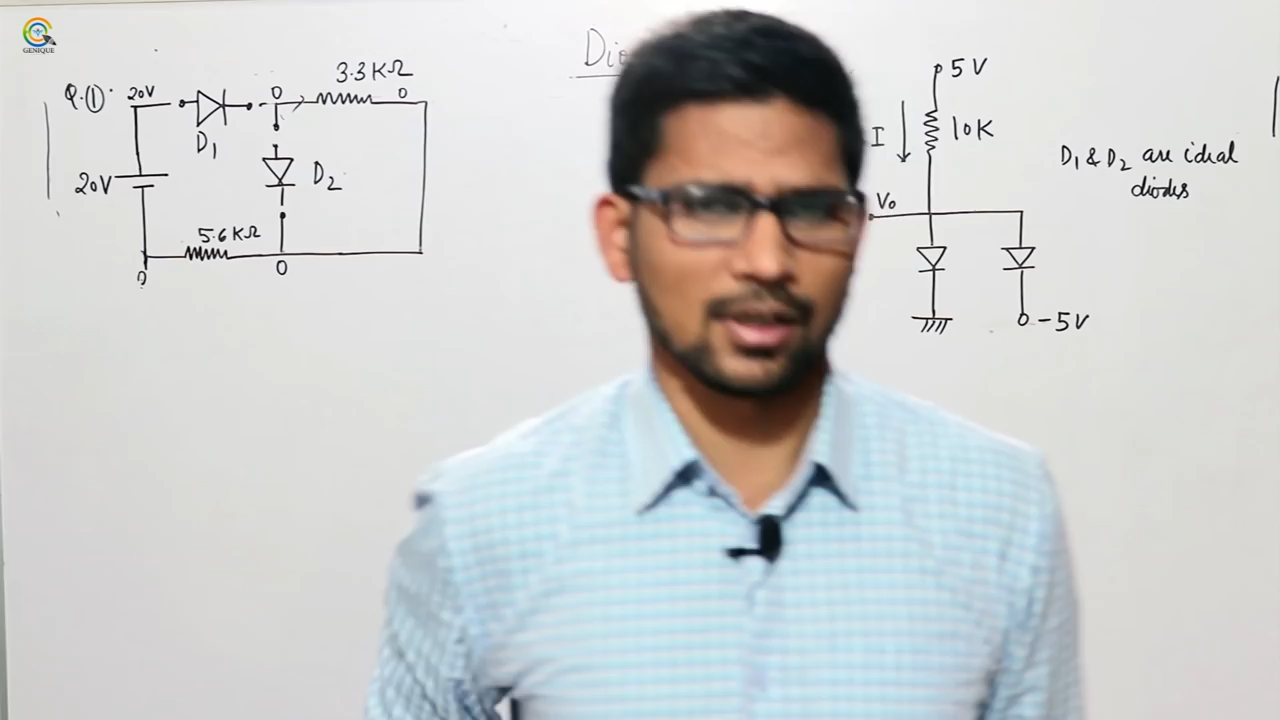 GENIQUE
Q.①
20V
D1
0
3.3KΩ
0
20V
D2
5.6KΩ
0
0
5V
I
10K
Vo
-5V
D1 & D2 are ideal
diodes